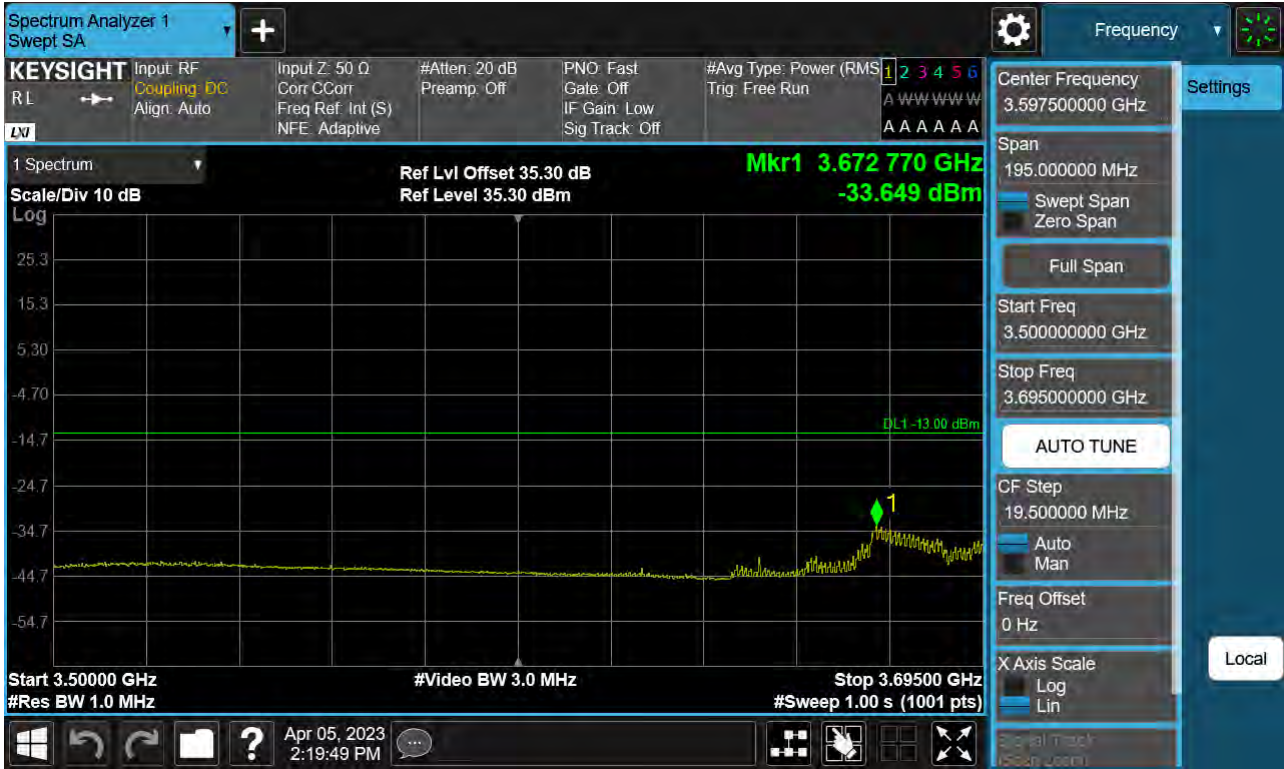 Spectrum Analyzer 1
Swept SA
+
Frequency
KEYSIGHT
R L
LXI
Input: RF
Coupling: DC
Align: Auto
Input Z: 50 Ω
Corr CCorr
Freq Ref: Int (S)
NFE: Adaptive
#Atten: 20 dB
Preamp: Off
PNO: Fast
Gate: Off
IF Gain: Low
Sig Track: Off
#Avg Type: Power (RMS
Trig: Free Run
1 2 3 4 5 6
A W W W W W
A A A A A A
1 Spectrum
Scale/Div 10 dB
Log
Ref Lvl Offset 35.30 dB
Ref Level 35.30 dBm
Mkr1 3.672 770 GHz
-33.649 dBm
25.3
15.3
5.30
-4.70
DL1 -13.00 dBm
-14.7
-24.7
1
-34.7
-44.7
-54.7
Start 3.50000 GHz
#Res BW 1.0 MHz
#Video BW 3.0 MHz
Stop 3.69500 GHz
#Sweep 1.00 s (1001 pts)
Center Frequency
3.597500000 GHz
Span
195.000000 MHz
Swept Span
Zero Span
Full Span
Start Freq
3.500000000 GHz
Stop Freq
3.695000000 GHz
AUTO TUNE
CF Step
19.500000 MHz
Auto
Man
Freq Offset
0 Hz
X Axis Scale
Log
Lin
Signal Track
(Span Zoom)
Settings
Local
?
Apr 05, 2023
2:19:49 PM